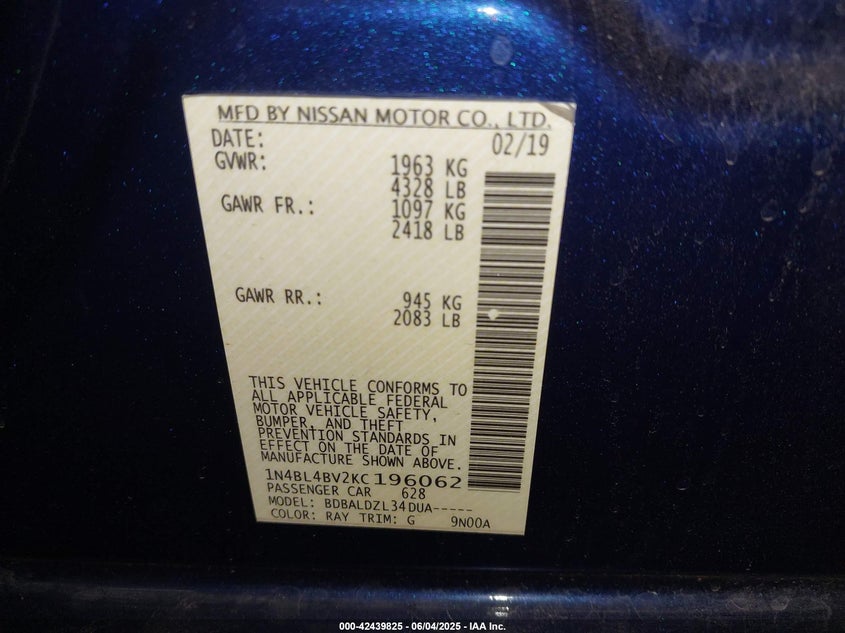 MFD BY NISSAN MOTOR CO., LTD.
DATE: 02/19
GVWR: 1963 KG
4328 LB
GAWR FR.: 1097 KG
2418 LB
GAWR RR.: 945 KG
2083 LB
THIS VEHICLE CONFORMS TO
ALL APPLICABLE FEDERAL
MOTOR VEHICLE SAFETY,
BUMPER, AND THEFT
PREVENTION STANDARDS IN
EFFECT ON THE DATE OF
MANUFACTURE SHOWN ABOVE.
1N4BL4BV2KC196062
PASSENGER CAR 628
MODEL: BDBALDZL34DUA-----
COLOR: RAY TRIM: G 9N00A
000-42439825 - 06/04/2025 - IAA Inc.